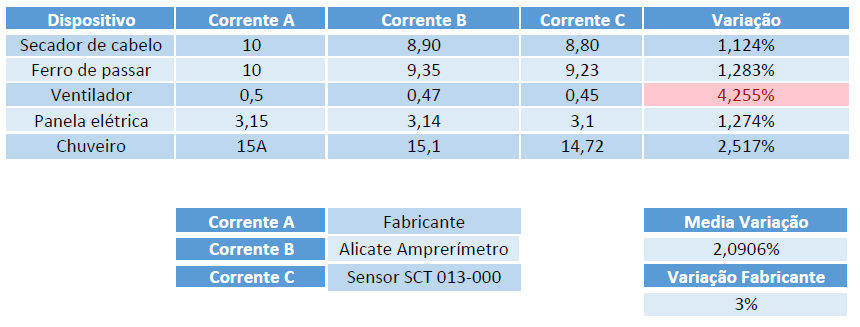 Dispositivo Corrente A Corrente B Corrente C Variação
Secador de cabelo 10 8,90 8,80 1,124%
Ferro de passar 10 9,35 9,23 1,283%
Ventilador 0,5 0,47 0,45 4,255%
Panela elétrica 3,15 3,14 3,1 1,274%
Chuveiro 15A 15,1 14,72 2,517%
Corrente A Fabricante Media Variação
Corrente B Alicate Amprerímetro 2,0906%
Corrente C Sensor SCT 013-000 Variação Fabricante
3%